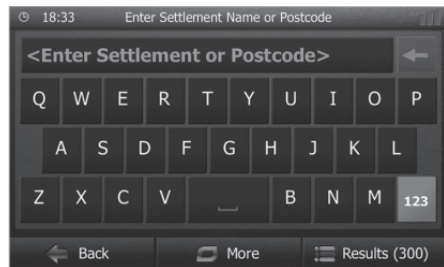 18:33 Enter Settlement Name or Postcode
<Enter Settlement or Postcode>
Q W E R T Y U I O P
A S D F G H J K L
Z X C V B N M 123
Back More Results (300)